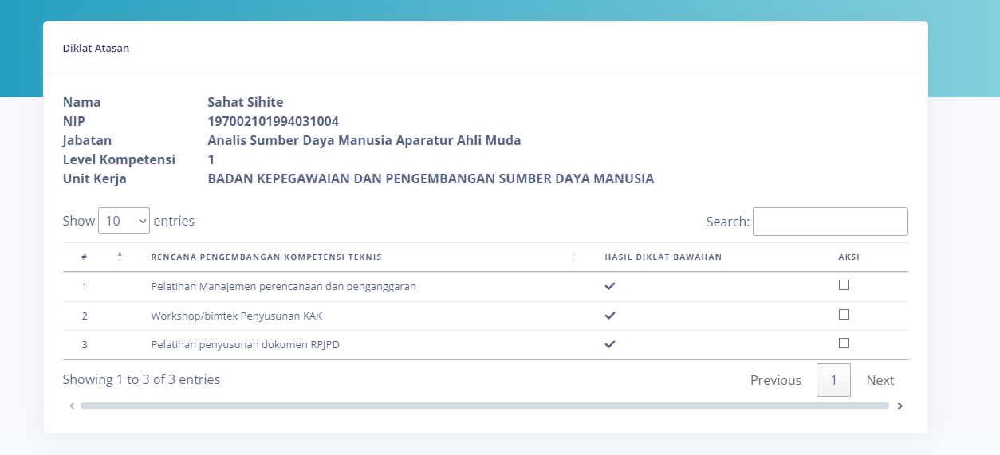 Diklat Atasan
Nama Sahat Sihite
NIP 197002101994031004
Jabatan Analis Sumber Daya Manusia Aparatur Ahli Muda
Level Kompetensi 1
Unit Kerja BADAN KEPEGAWAIAN DAN PENGEMBANGAN SUMBER DAYA MANUSIA
Show 10 entries Search:
# RENCANA PENGEMBANGAN KOMPETENSI TEKNIS HASIL DIKLAT BAWAHAN AKSI
1 Pelatihan Manajemen perencanaan dan penganggaran
2 Workshop/bimtek Penyusunan KAK
3 Pelatihan penyusunan dokumen RPJPD
Showing 1 to 3 of 3 entries Previous 1 Next